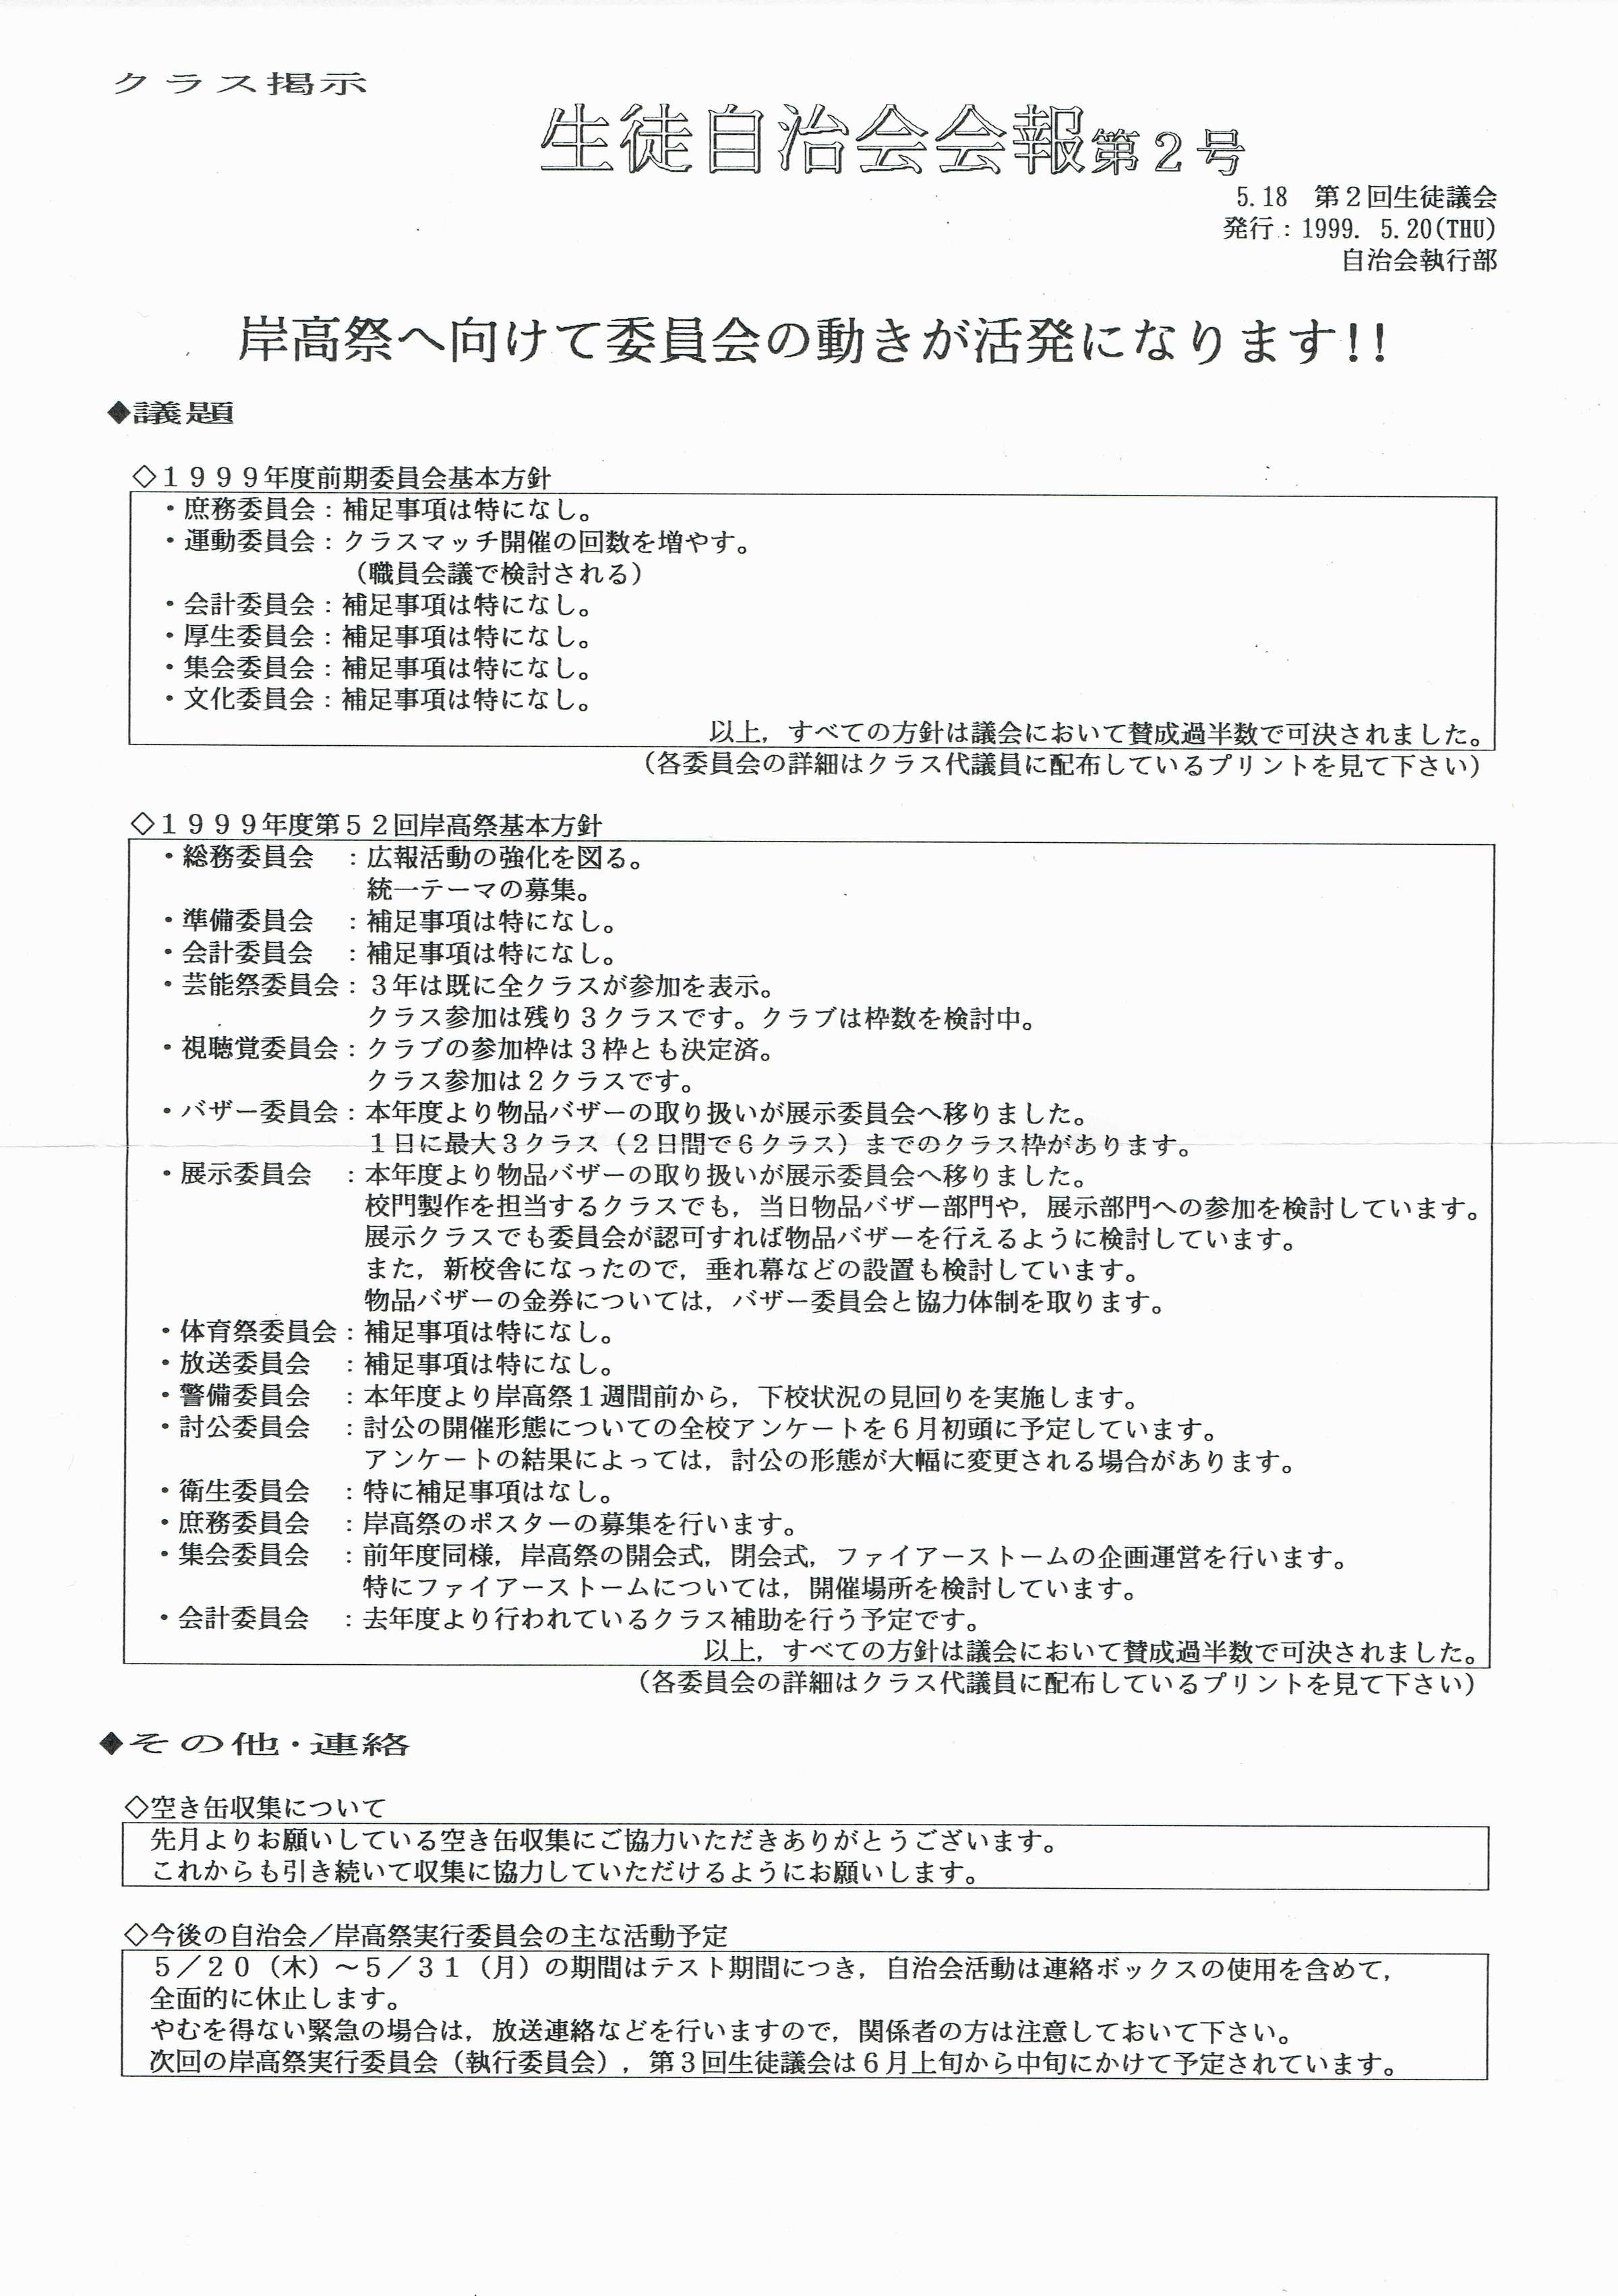 クラス掲示
生徒自治会会報第２号
5.18　第２回生徒議会
発行：1999. 5.20(THU)
自治会執行部
岸高祭へ向けて委員会の動きが活発になります!!
◆議題
◇１９９９年度前期委員会基本方針
・庶務委員会：補足事項は特になし。
・運動委員会：クラスマッチ開催の回数を増やす。
（職員会議で検討される）
・会計委員会：補足事項は特になし。
・厚生委員会：補足事項は特になし。
・集会委員会：補足事項は特になし。
・文化委員会：補足事項は特になし。
以上，すべての方針は議会において賛成過半数で可決されました。
（各委員会の詳細はクラス代議員に配布しているプリントを見て下さい）
◇１９９９年度第５２回岸高祭基本方針
・総務委員会　：広報活動の強化を図る。
統一テーマの募集。
・準備委員会　：補足事項は特になし。
・会計委員会　：補足事項は特になし。
・芸能祭委員会：３年は既に全クラスが参加を表示。
クラス参加は残り３クラスです。クラブは枠数を検討中。
・視聴覚委員会：クラブの参加枠は３枠とも決定済。
クラス参加は２クラスです。
・バザー委員会：本年度より物品バザーの取り扱いが展示委員会へ移りました。
１日に最大３クラス（２日間で６クラス）までのクラス枠があります。
・展示委員会　：本年度より物品バザーの取り扱いが展示委員会へ移りました。
校門製作を担当するクラスでも，当日物品バザー部門や，展示部門への参加を検討しています。
展示クラスでも委員会が認可すれば物品バザーを行えるように検討しています。
また，新校舎になったので，垂れ幕などの設置も検討しています。
物品バザーの金券については，バザー委員会と協力体制を取ります。
・体育祭委員会：補足事項は特になし。
・放送委員会　：補足事項は特になし。
・警備委員会　：本年度より岸高祭１週間前から，下校状況の見回りを実施します。
・討公委員会　：討公の開催形態についての全校アンケートを６月初頭に予定しています。
アンケートの結果によっては，討公の形態が大幅に変更される場合があります。
・衛生委員会　：特に補足事項はなし。
・庶務委員会　：岸高祭のポスターの募集を行います。
・集会委員会　：前年度同様，岸高祭の開会式，閉会式，ファイアーストームの企画運営を行います。
特にファイアーストームについては，開催場所を検討しています。
・会計委員会　：去年度より行われているクラス補助を行う予定です。
以上，すべての方針は議会において賛成過半数で可決されました。
（各委員会の詳細はクラス代議員に配布しているプリントを見て下さい）
◆その他・連絡
◇空き缶収集について
先月よりお願いしている空き缶収集にご協力いただきありがとうございます。
これからも引き続いて収集に協力していただけるようにお願いします。
◇今後の自治会／岸高祭実行委員会の主な活動予定
５／２０（木）～５／３１（月）の期間はテスト期間につき，自治会活動は連絡ボックスの使用を含めて，
全面的に休止します。
やむを得ない緊急の場合は，放送連絡などを行いますので，関係者の方は注意しておいて下さい。
次回の岸高祭実行委員会（執行委員会），第３回生徒議会は６月上旬から中旬にかけて予定されています。